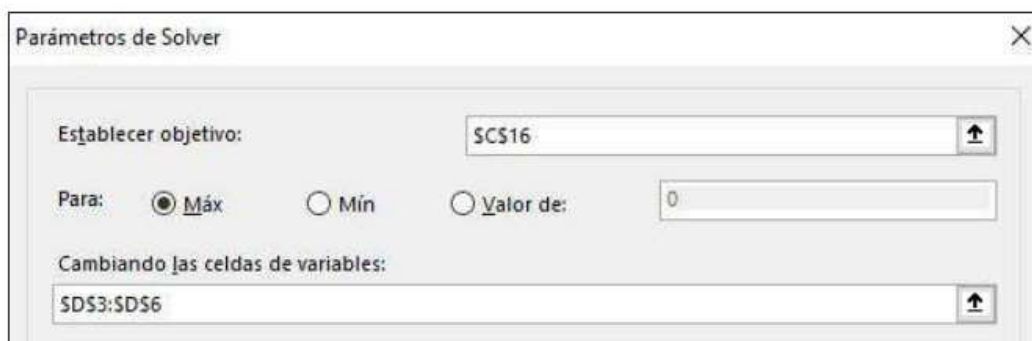 Parámetros de Solver
Establecer objetivo: $C$16
Para: Máx Mín Valor de: 0
Cambiando las celdas de variables:
$D$3:$D$6